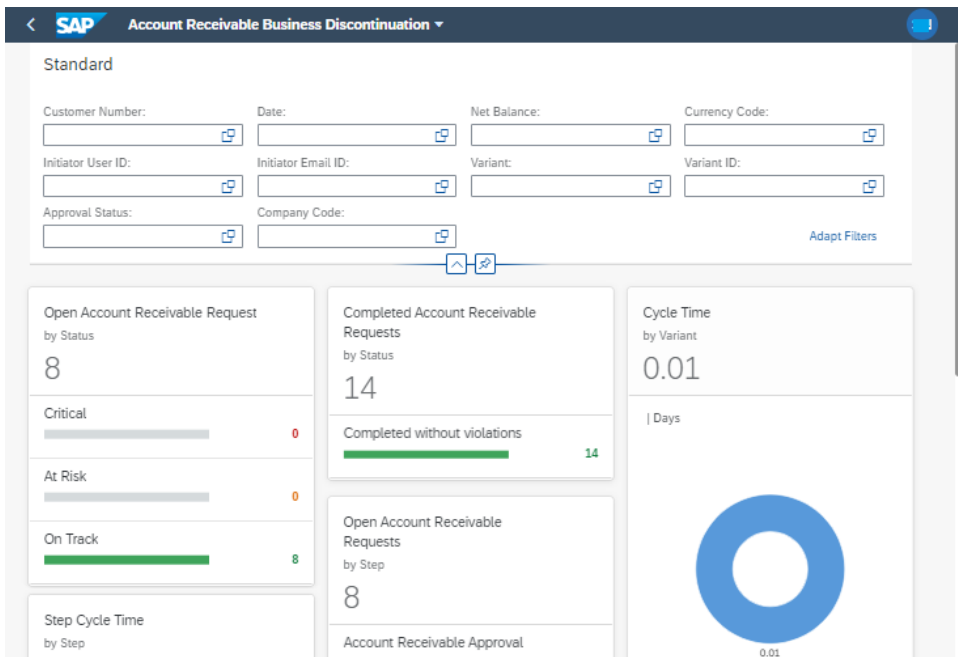 SAP Account Receivable Business Discontinuation
Standard
Customer Number: Date: Net Balance: Currency Code:
Initiator User ID: Initiator Email ID: Variant: Variant ID:
Approval Status: Company Code:
Adapt Filters
Open Account Receivable Request
by Status
8
Critical
0
At Risk
0
On Track
8
Step Cycle Time
by Step
Completed Account Receivable
Requests
by Status
14
Completed without violations
14
Open Account Receivable
Requests
by Step
8
Account Receivable Approval
Cycle Time
by Variant
0.01
| Days
0.01